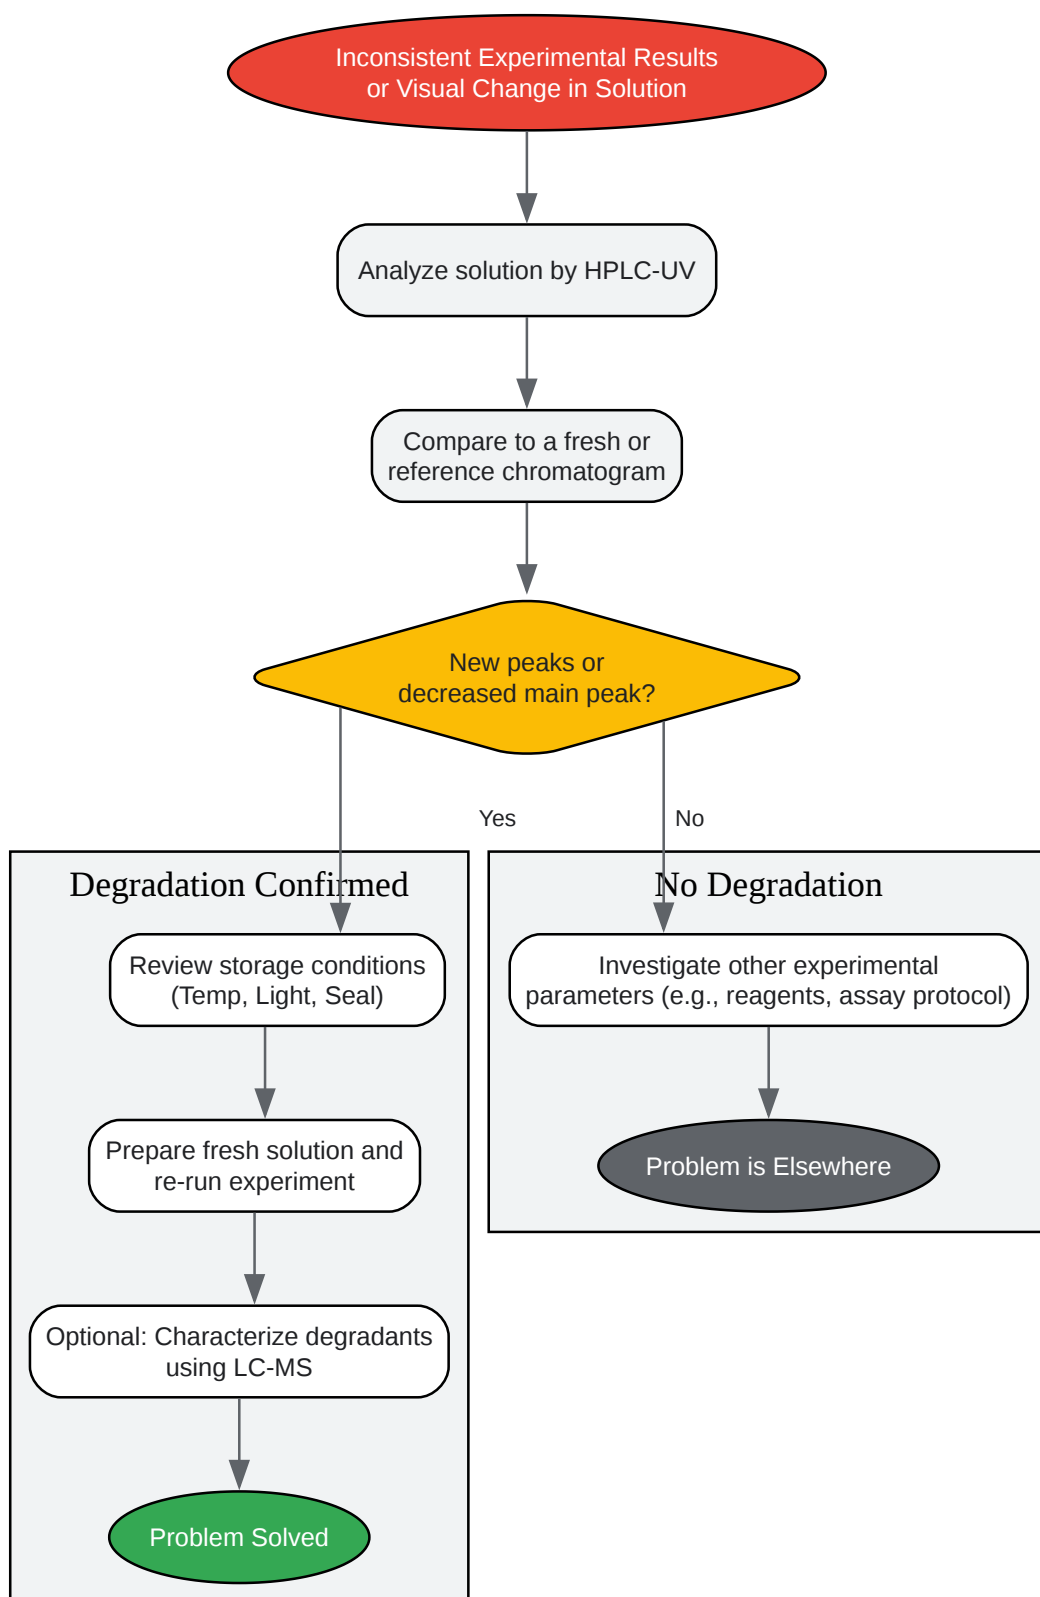 Inconsistent Experimental Results
or Visual Change in Solution
Analyze solution by HPLC-UV
Compare to a fresh or
reference chromatogram
New peaks or
decreased main peak?
Yes
No
Degradation Confirmed
Review storage conditions
(Temp, Light, Seal)
Prepare fresh solution and
re-run experiment
Optional: Characterize degradants
using LC-MS
Problem Solved
No Degradation
Investigate other experimental
parameters (e.g., reagents, assay protocol)
Problem is Elsewhere